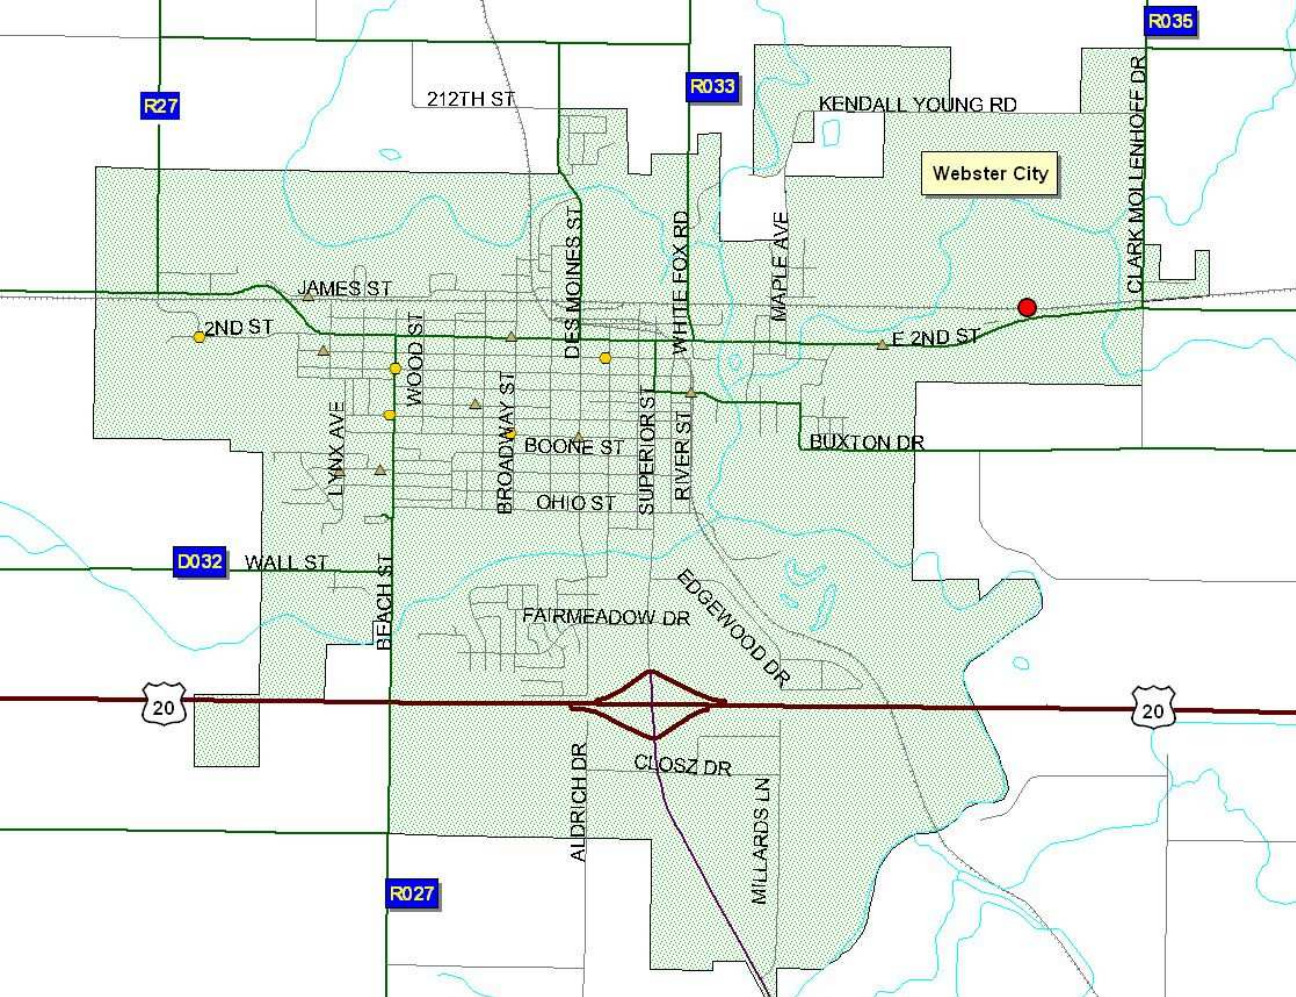 R035
R27
R033
212TH ST
KENDALL YOUNG RD
Webster City
CLARK MOLLENHOFF DR
DES MOINES ST
WHITE FOX RD
MAPLE AVE
JAMES ST
2ND ST
E 2ND ST
WOOD ST
LYNX AVE
BROADWAY ST
SUPERIOR ST
RIVER ST
BOONE ST
BUXTON DR
OHIO ST
D032
WALL ST
BEACH ST
EDGEWOOD DR
FAIRMEADOW DR
20
20
CLOSZ DR
ALDRICH DR
MILLARDS LN
R027